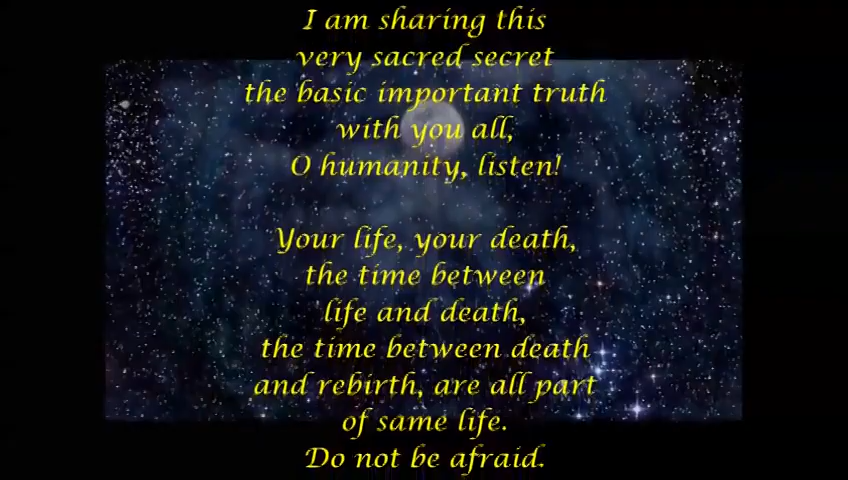 I am sharing this
very sacred secret
the basic important truth
with you all,
O humanity, listen!
Your life, your death,
the time between
life and death,
the time between death
and rebirth, are all part
of same life.
Do not be afraid.